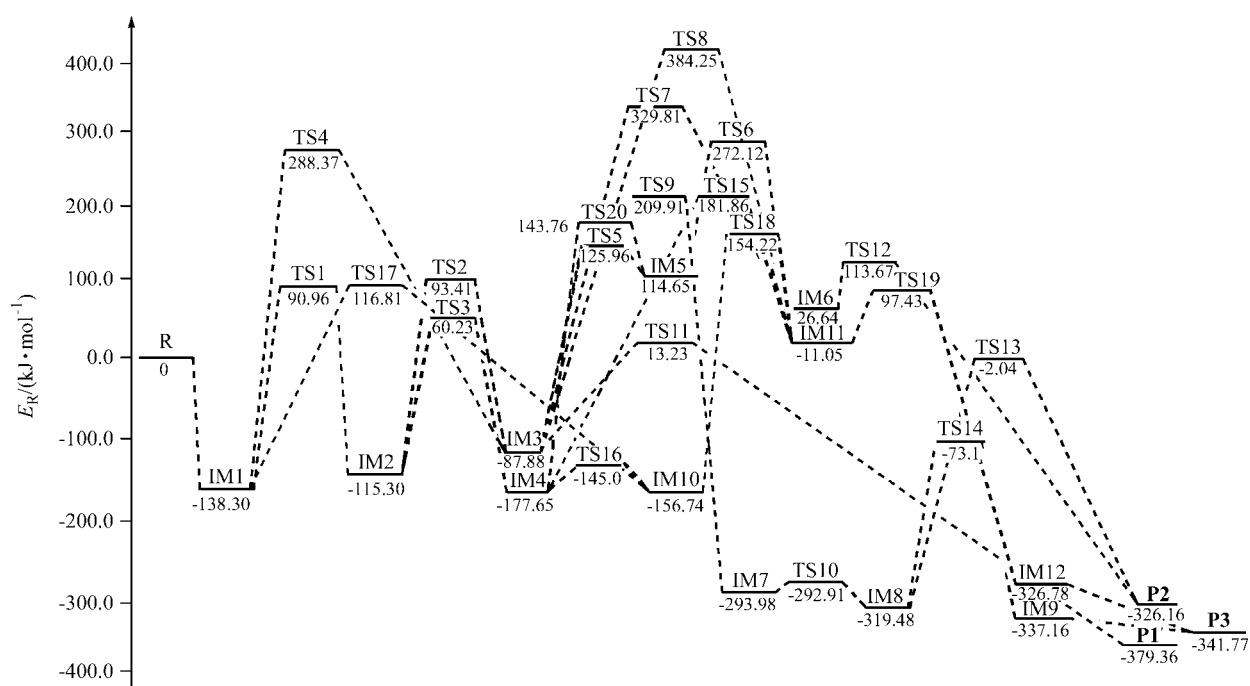 TS8
400.0
384.25
TS7
329.81
300.0
TS4
288.37
TS6
272.12
200.0
TS9
209.91
TS15
181.86
TS20
143.76
TS5
125.96
TS18
154.22
100.0
TS1
90.96
TS17
116.81
TS2
93.41
TS3
60.23
IM5
114.65
TS12
113.67
TS19
97.43
IM6
26.64
IM11
-11.05
TS11
13.23
TS13
-2.04
R
0.0
0
E_R/(kJ·mol⁻¹)
-100.0
IM1
-138.30
IM2
-115.30
IM3
-87.88
IM4
-177.65
TS16
-145.0
IM10
-156.74
TS14
-73.1
-200.0
IM7
-293.98
TS10
-292.91
IM8
-319.48
-300.0
IM12
-326.78
IM9
-337.16
P2
-326.16
P1
-379.36
P3
-341.77
-400.0